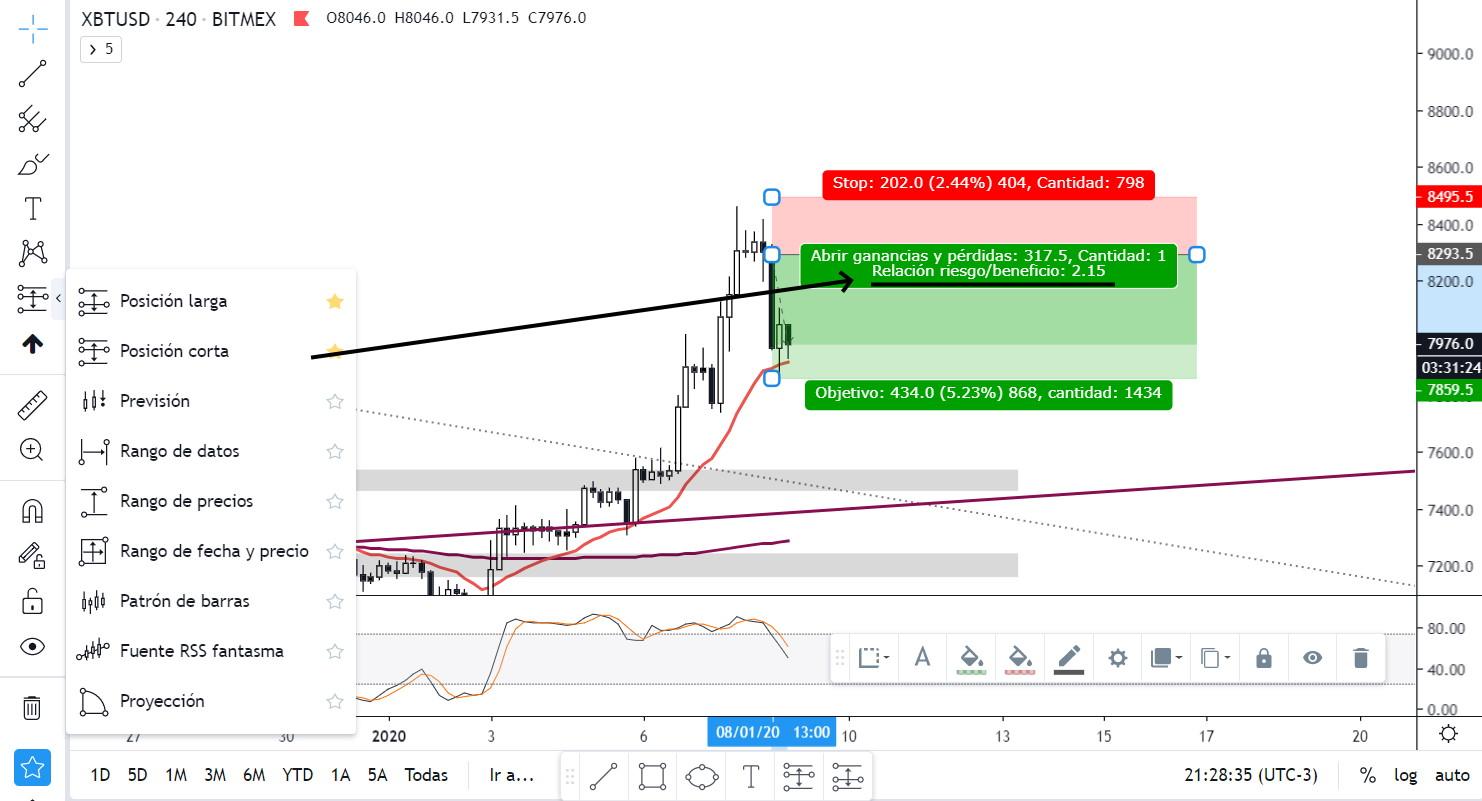 XBTUSD · 240 · BITMEX O8046.0 H8046.0 L7931.5 C7976.0
5
9000.0
8800.0
8600.0
Stop: 202.0 (2.44%) 404, Cantidad: 798
8495.5
8400.0
Abrir ganancias y pérdidas: 317.5, Cantidad: 1
Relación riesgo/beneficio: 2.15
8293.5
8200.0
Posición larga
Posición corta
7976.0
03:31:24
Objetivo: 434.0 (5.23%) 868, cantidad: 1434
7859.5
Previsión
Rango de datos
7600.0
Rango de precios
7400.0
Rango de fecha y precio
7200.0
Patrón de barras
Fuente RSS fantasma
Proyección
T
A
80.00
40.00
0.00
27 30 2020 3 6 08/01/20 13:00 10 13 15 17 20
1D 5D 1M 3M 6M YTD 1A 5A Todas Ir a... T 21:28:35 (UTC-3) % log auto